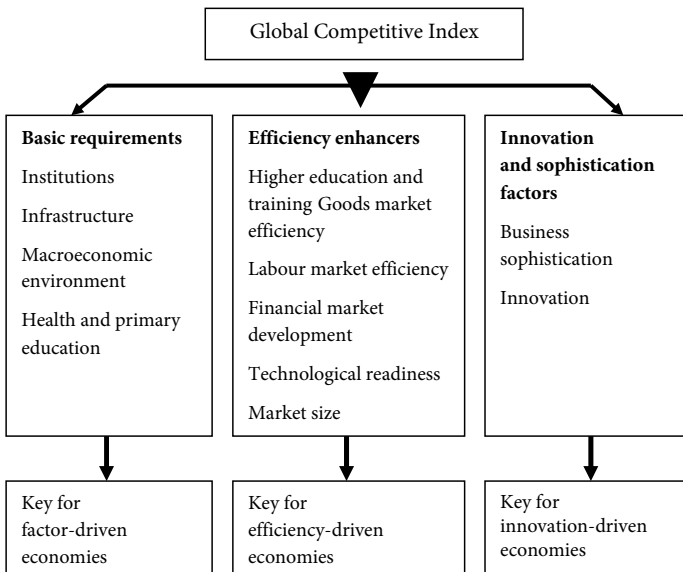 Global Competitive Index
Basic requirements
Institutions
Infrastructure
Macroeconomic
environment
Health and primary
education
Efficiency enhancers
Higher education and
training Goods market
efficiency
Labour market efficiency
Financial market
development
Technological readiness
Market size
Innovation
and sophistication
factors
Business
sophistication
Innovation
Key for
factor-driven
economies
Key for
efficiency-driven
economies
Key for
innovation-driven
economies